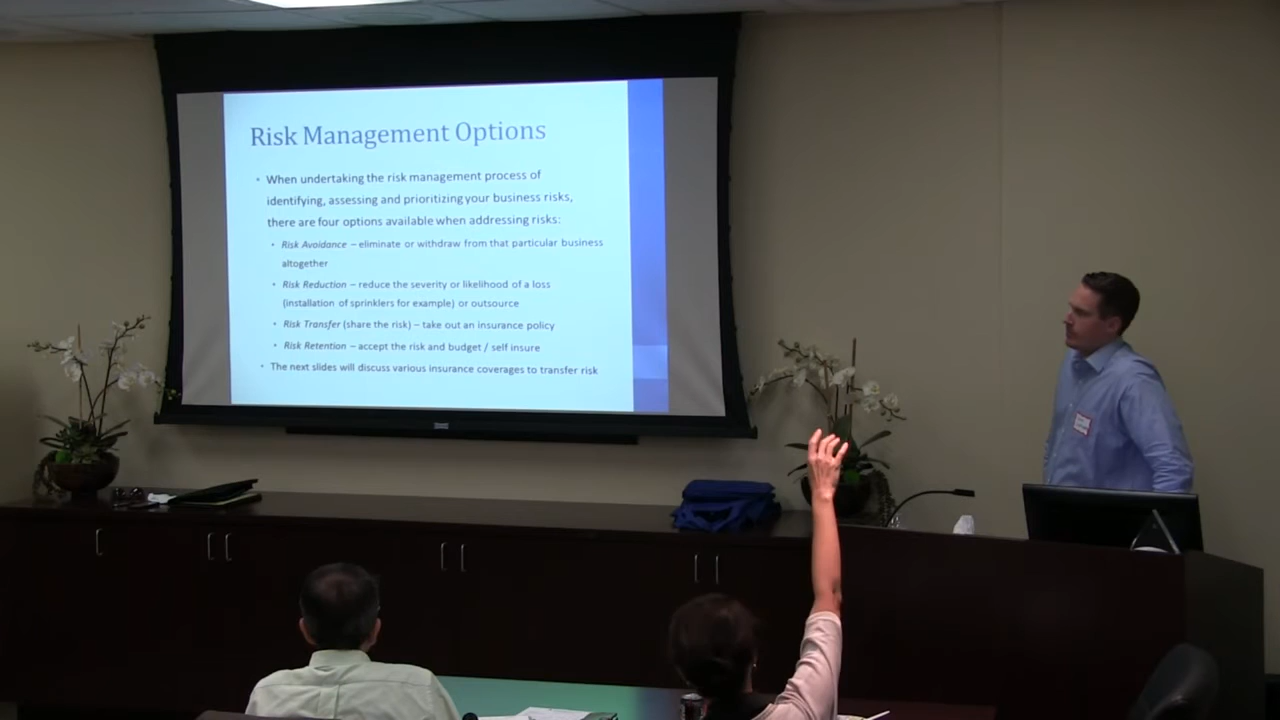 Risk Management Options
• When undertaking the risk management process of
identifying, assessing and prioritizing your business risks,
there are four options available when addressing risks:
• Risk Avoidance – eliminate or withdraw from that particular business
altogether
• Risk Reduction – reduce the severity or likelihood of a loss
(installation of sprinklers for example) or outsource
• Risk Transfer (share the risk) – take out an insurance policy
• Risk Retention – accept the risk and budget / self insure
• The next slides will discuss various insurance coverages to transfer risk